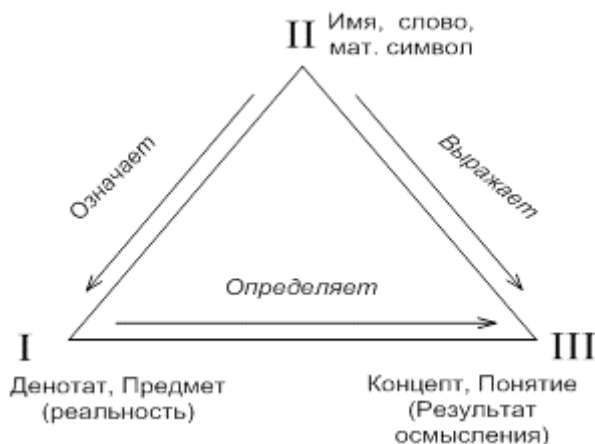 II
Имя, слово,
мат. символ
Означает
Выражает
Определяет
I
III
Денотат, Предмет
(реальность)
Концепт, Понятие
(Результат
осмысления)